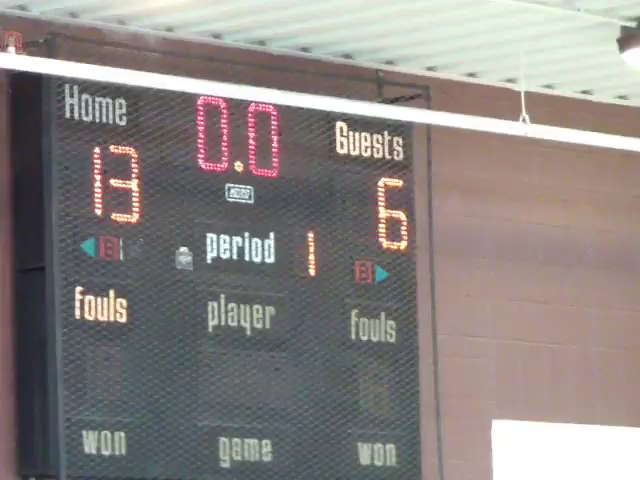 Home 0.0 Guests
13 6
B period 1 B
fouls player fouls
won game won